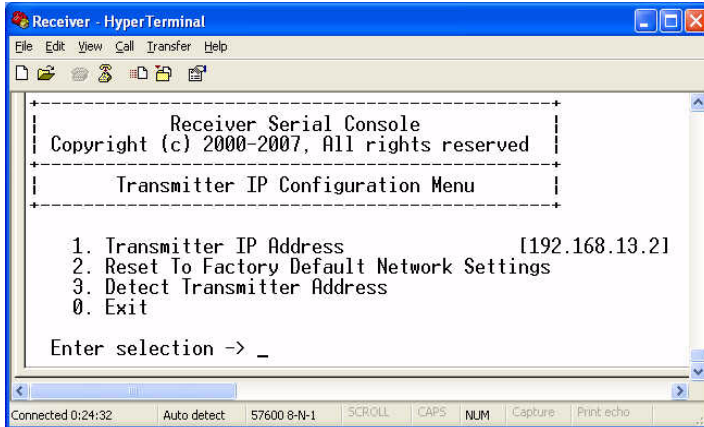 Receiver - HyperTerminal
File Edit View Call Transfer Help
Receiver Serial Console
Copyright (c) 2000-2007, All rights reserved
Transmitter IP Configuration Menu
1. Transmitter IP Address [192.168.13.2]
2. Reset To Factory Default Network Settings
3. Detect Transmitter Address
0. Exit
Enter selection -> _
Connected 0:24:32 Auto detect 57600 8-N-1 SCROLL CAPS NUM Capture Print echo